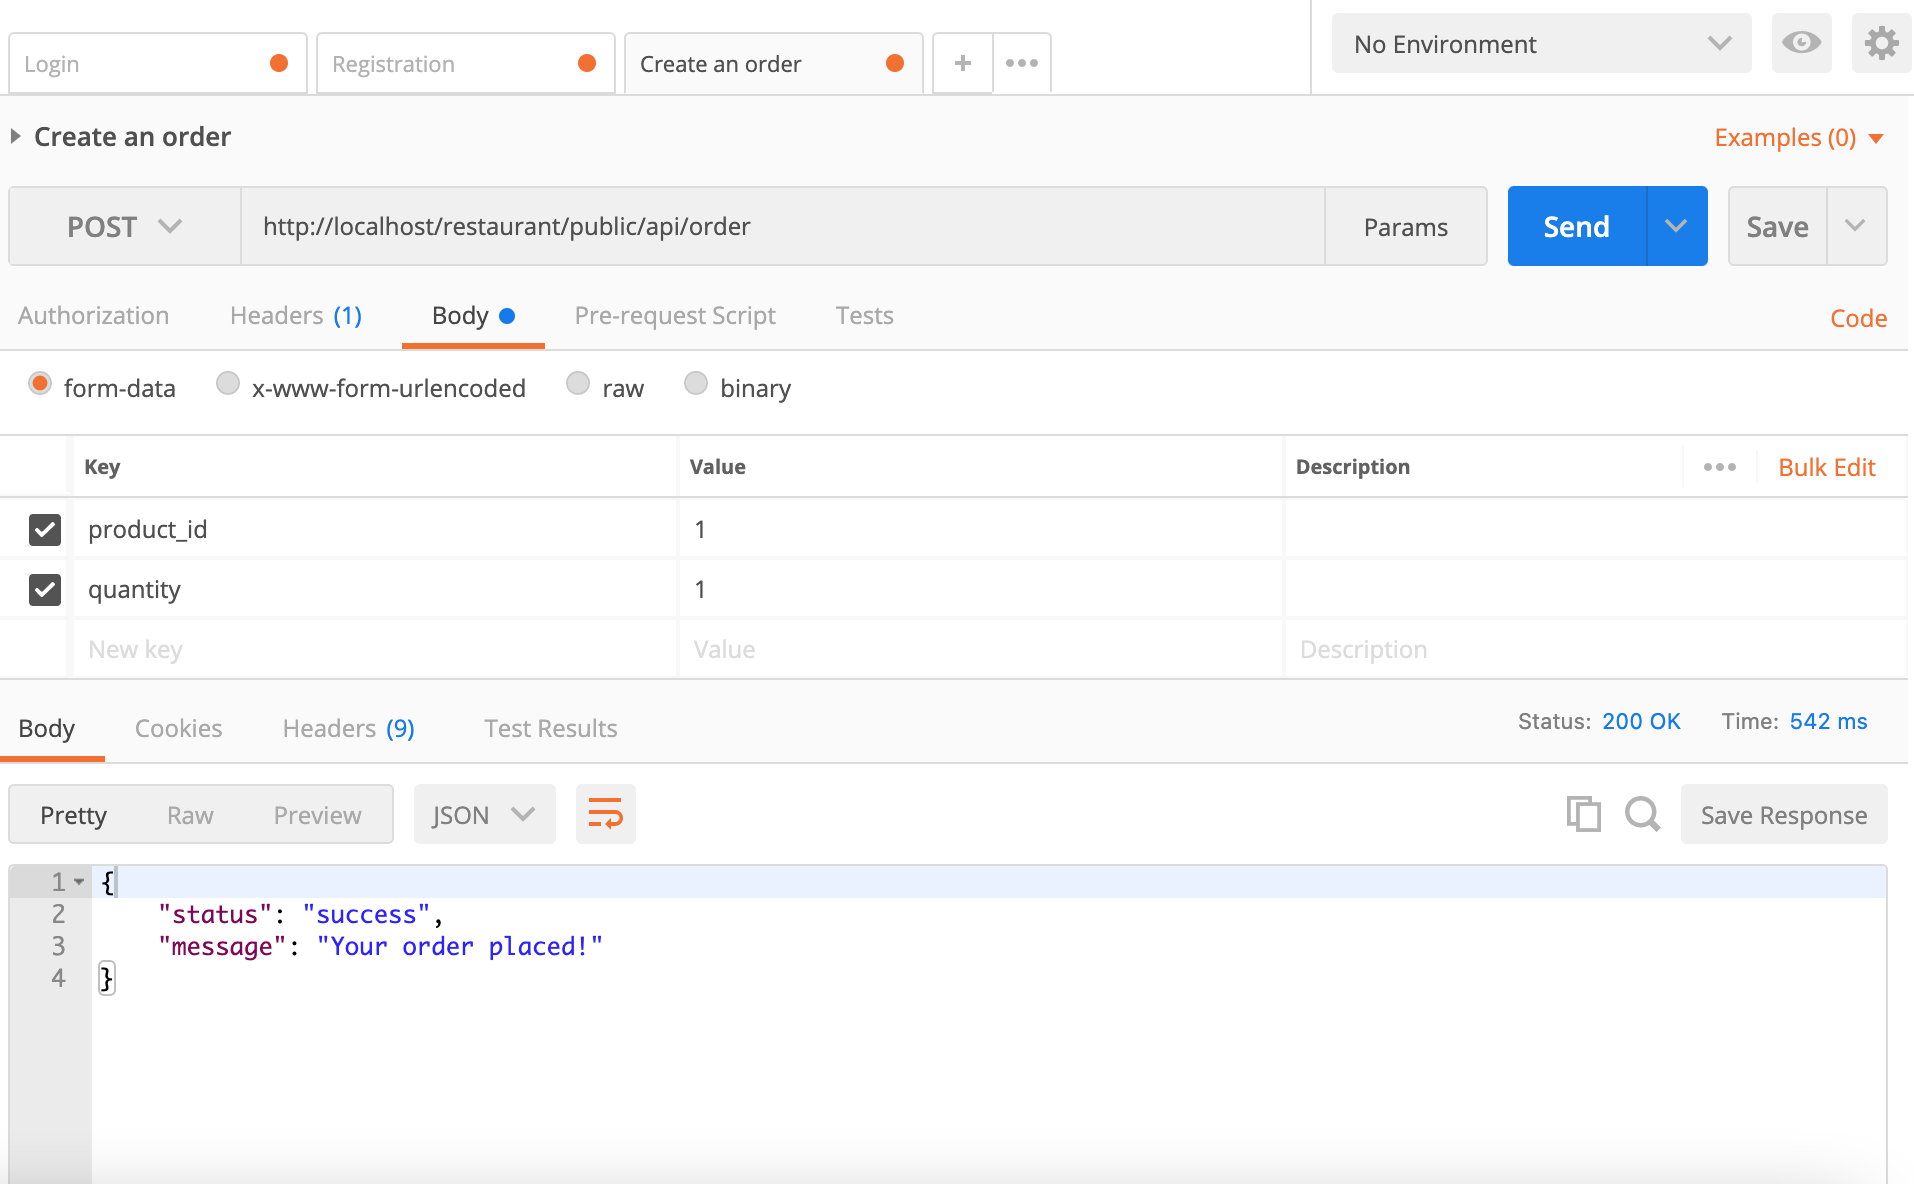 Login
Registration
Create an order
+
No Environment
Create an order
Examples (0)
POST
http://localhost/restaurant/public/api/order
Params
Send
Save
Authorization
Headers (1)
Body
Pre-request Script
Tests
Code
form-data
x-www-form-urlencoded
raw
binary
Key
Value
Description
Bulk Edit
product_id
1
quantity
1
New key
Value
Description
Body
Cookies
Headers (9)
Test Results
Status: 200 OK
Time: 542 ms
Pretty
Raw
Preview
JSON
Save Response
1 {
2 "status": "success",
3 "message": "Your order placed!"
4 }